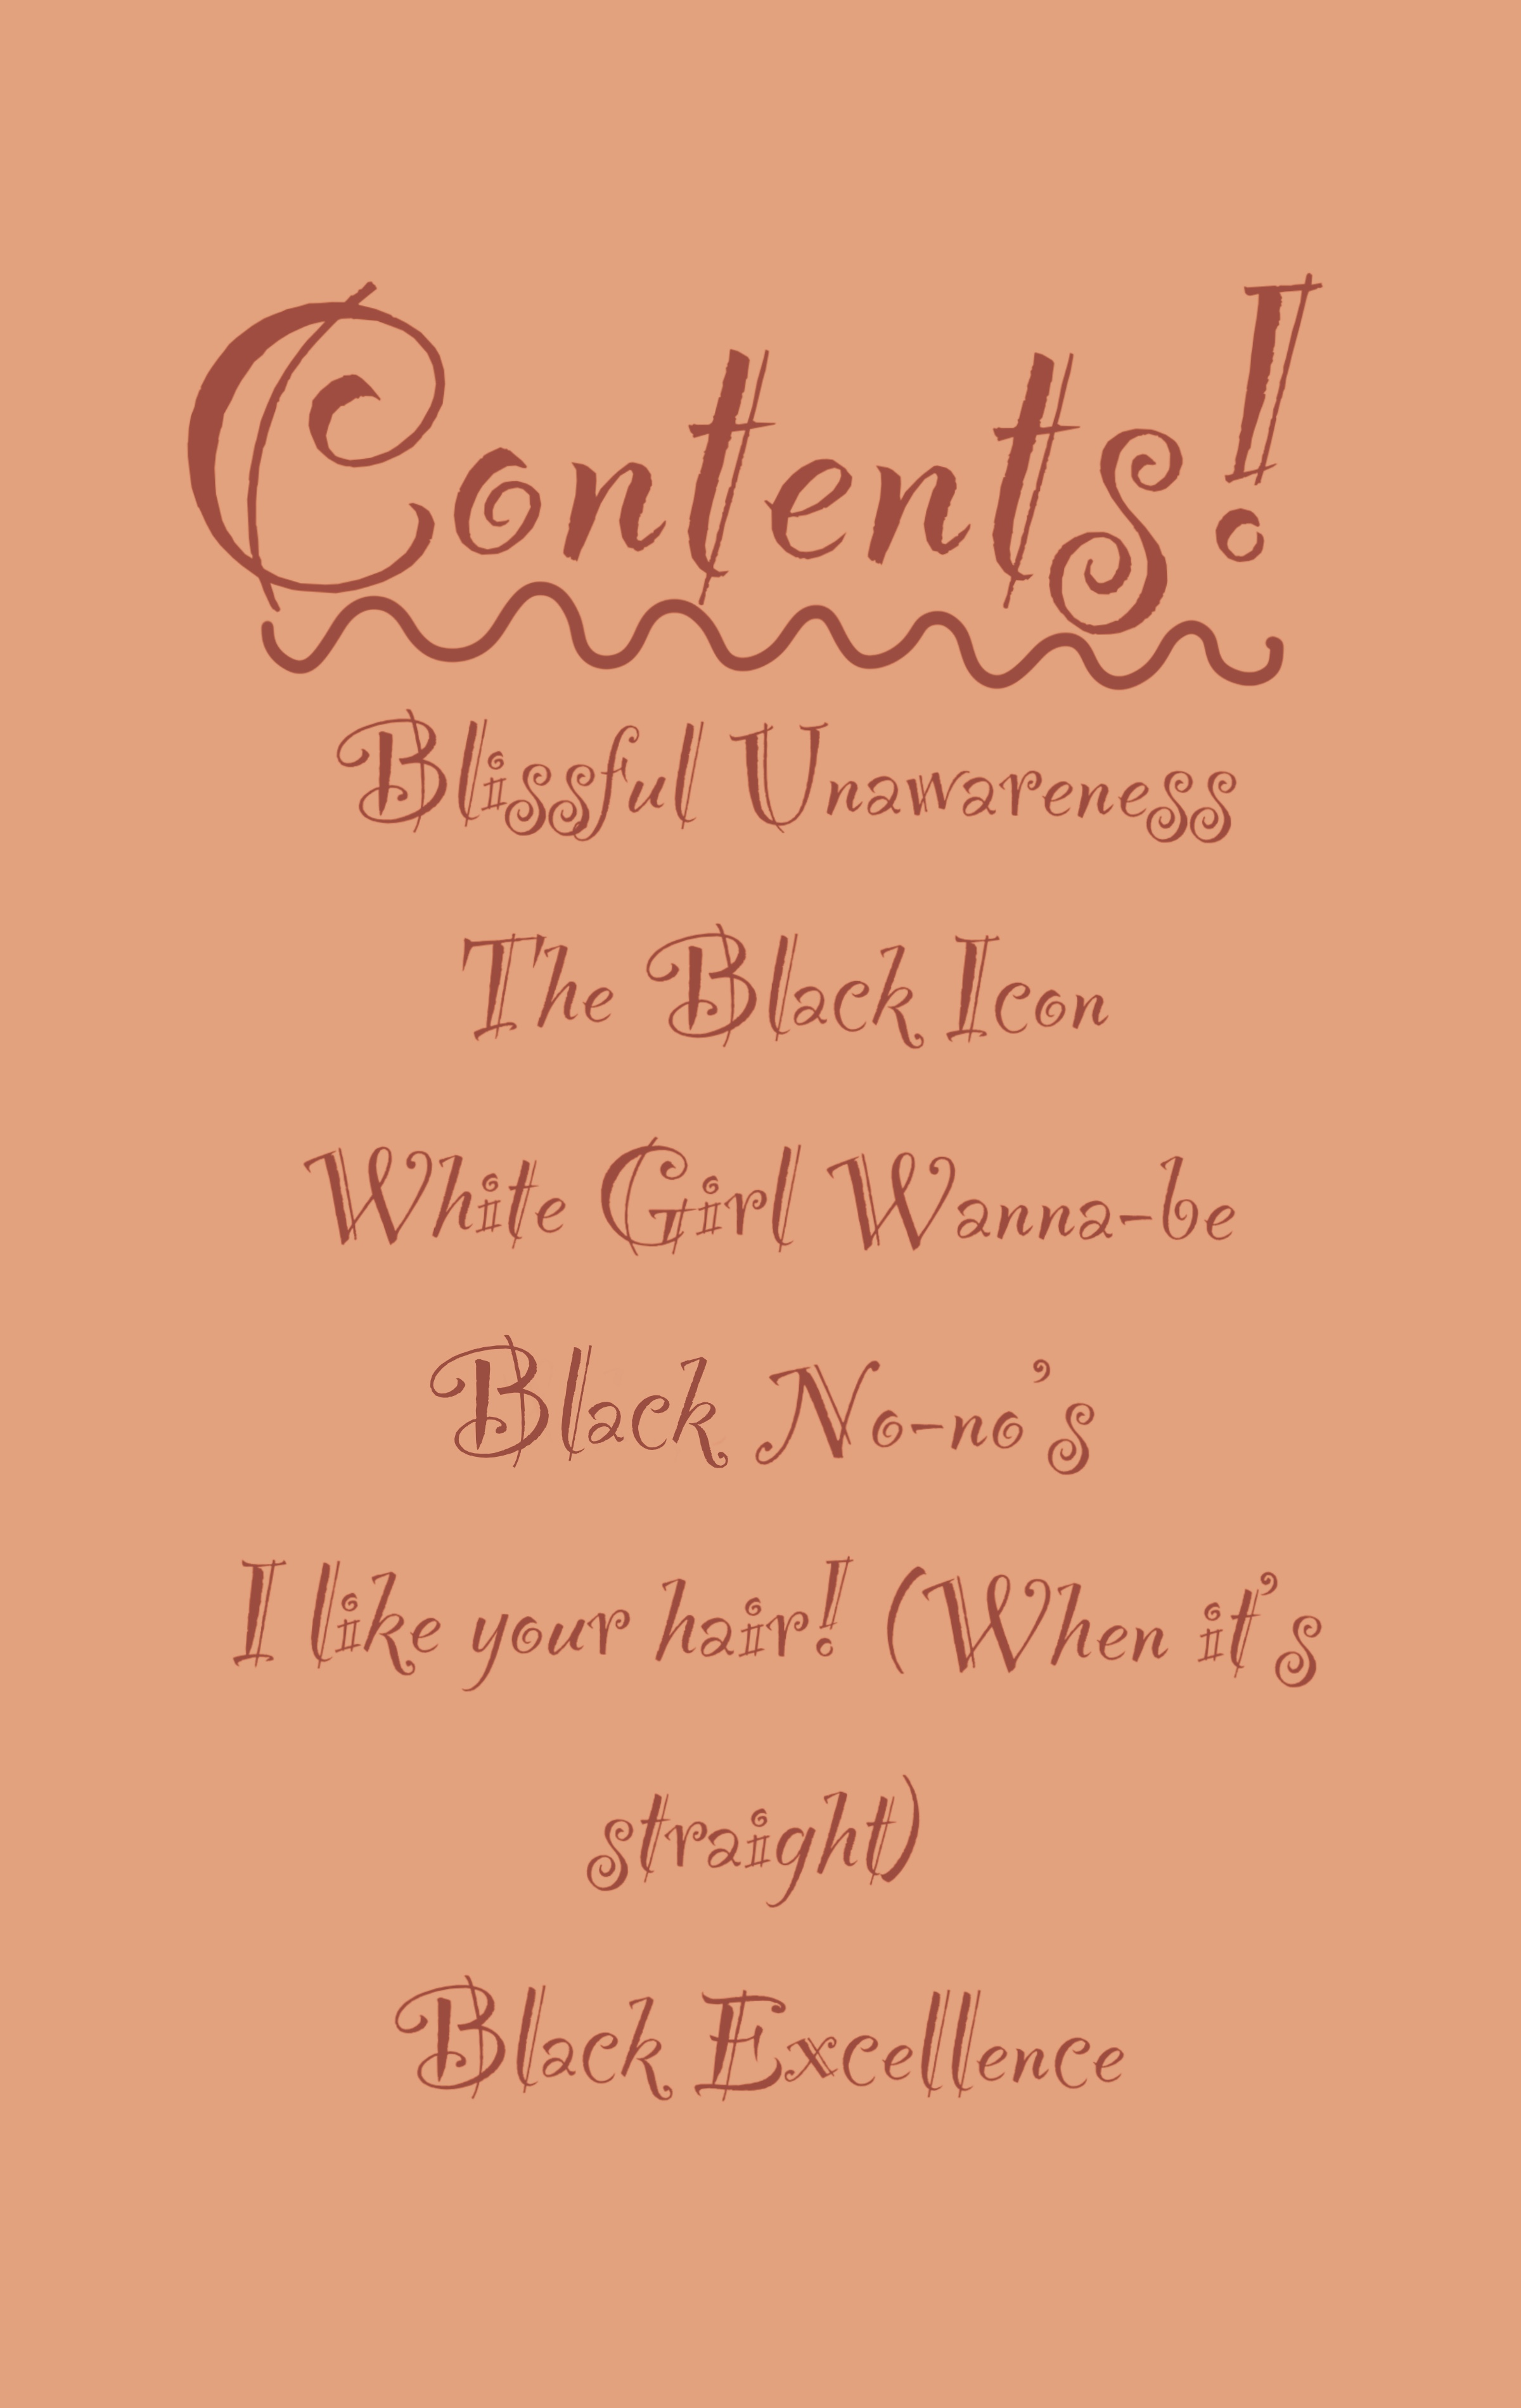 Contents!
Blissful Unawareness
The Black Icon
White Girl Wanna-be
Black No-no's
I like your hair! (When it's
straight)
Black Excellence